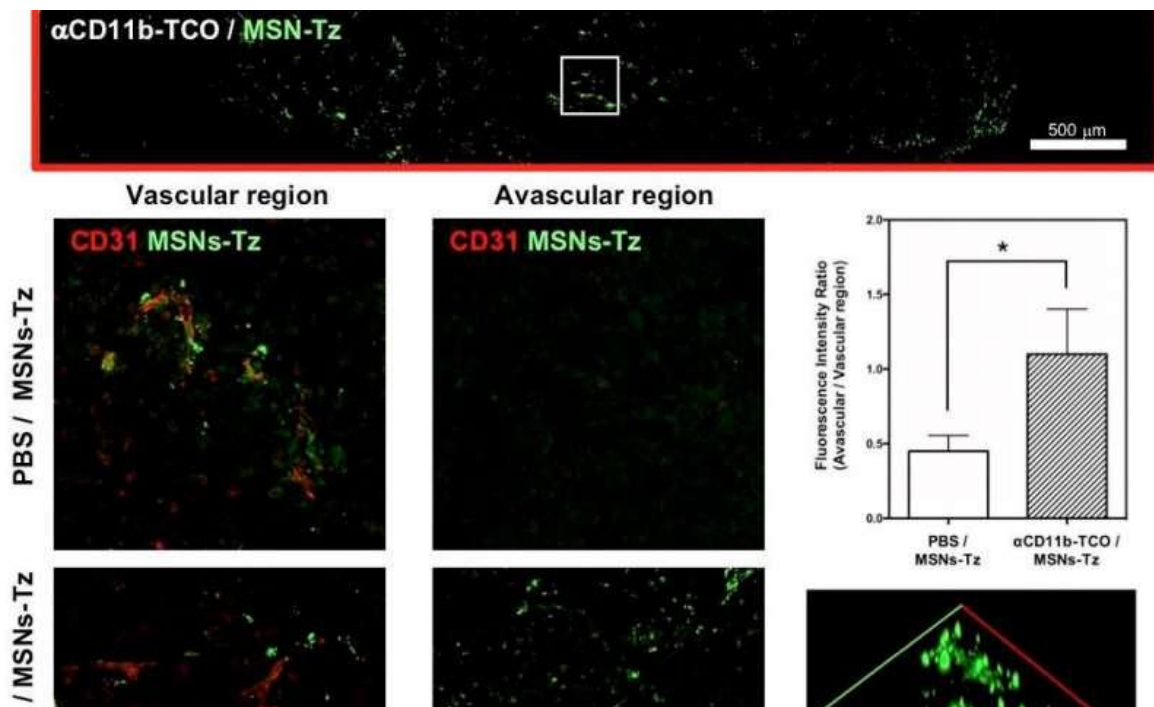 αCD11b-TCO / MSN-Tz
500 μm
Vascular region
Avascular region
PBS / MSNs-Tz
CD31 MSNs-Tz
CD31 MSNs-Tz
Fluorescence Intensity Ratio
(Avascular / Vascular region)
2.0
1.5
1.0
0.5
0.0
*
PBS /
MSNs-Tz
αCD11b-TCO /
MSNs-Tz
/ MSNs-Tz